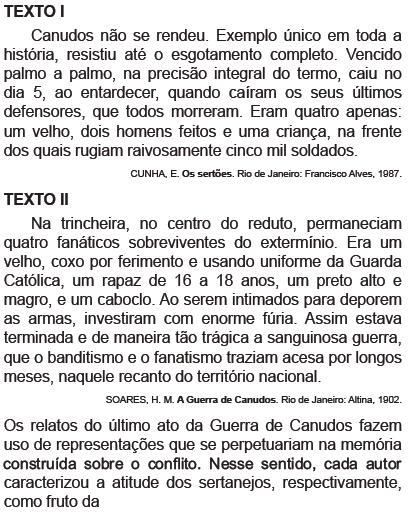 TEXTO I
Canudos não se rendeu. Exemplo único em toda a
história, resistiu até o esgotamento completo. Vencido
palmo a palmo, na precisão integral do termo, caiu no
dia 5, ao entardecer, quando caíram os seus últimos
defensores, que todos morreram. Eram quatro apenas:
um velho, dois homens feitos e uma criança, na frente
dos quais rugiam raivosamente cinco mil soldados.
CUNHA, E. Os sertões. Rio de Janeiro: Francisco Alves, 1987.
TEXTO II
Na trincheira, no centro do reduto, permaneciam
quatro fanáticos sobreviventes do extermínio. Era um
velho, coxo por ferimento e usando uniforme da Guarda
Católica, um rapaz de 16 a 18 anos, um preto alto e
magro, e um caboclo. Ao serem intimados para deporem
as armas, investiram com enorme fúria. Assim estava
terminada e de maneira tão trágica a sanguinosa guerra,
que o banditismo e o fanatismo traziam acesa por longos
meses, naquele recanto do território nacional.
SOARES, H. M. A Guerra de Canudos. Rio de Janeiro: Altina, 1902.
Os relatos do último ato da Guerra de Canudos fazem
uso de representações que se perpetuariam na memória
construída sobre o conflito. Nesse sentido, cada autor
caracterizou a atitude dos sertanejos, respectivamente,
como fruto da